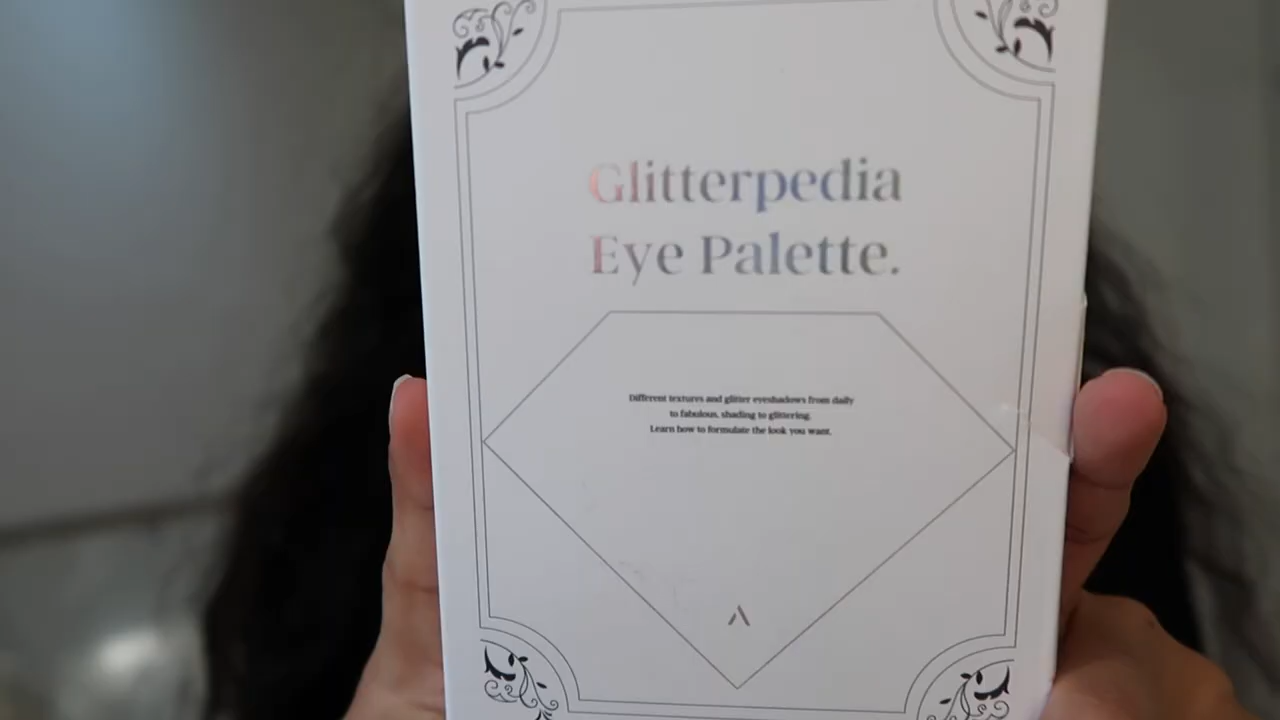 Glitterpedia
Eye Palette.
Different textures and glitter eyeshadows from daily
to fabulous, shading to glittering.
Learn how to formulate the look you want.